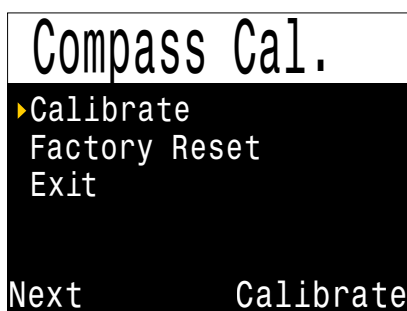 Compass Cal.
Calibrate
Factory Reset
Exit
Next Calibrate